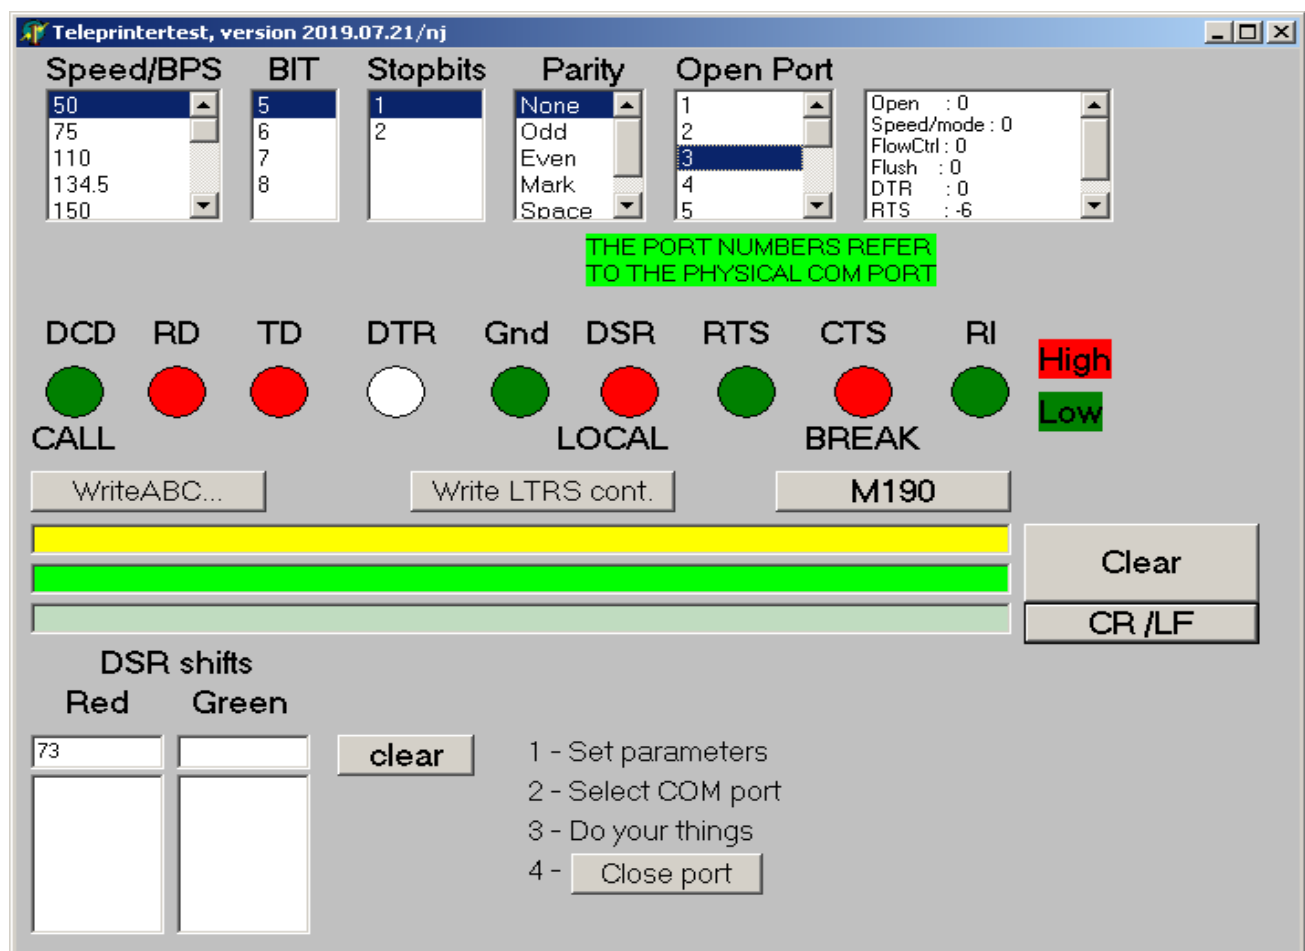 Teleprintertest, version 2019.07.21/nj
Speed/BPS BIT Stopbits Parity Open Port
50 5 1 None 1 Open : 0
75 6 2 Odd 2 Speed/mode : 0
110 7 Even 3 FlowCtrl : 0
134.5 8 Mark 4 Flush : 0
150 Space 5 DTR : 0
RTS : -6
THE PORT NUMBERS REFER
TO THE PHYSICAL COM PORT
DCD RD TD DTR Gnd DSR RTS CTS RI
High
Low
CALL LOCAL BREAK
WriteABC... Write LTRS cont. M190
Clear
CR /LF
DSR shifts
Red Green
73 clear 1 - Set parameters
2 - Select COM port
3 - Do your things
4 - Close port